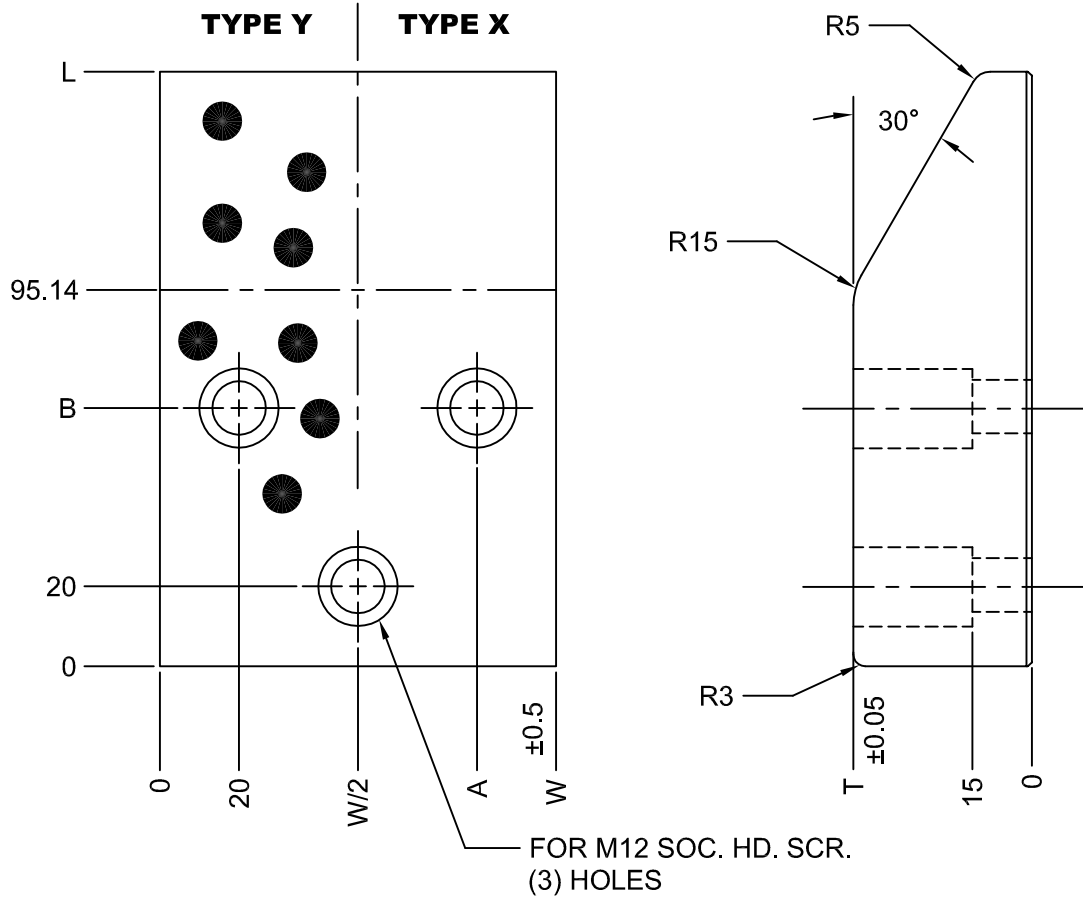 TYPE Y
TYPE X
L
95.14
B
20
0
0
20
W/2
A
±0.5
W
FOR M12 SOC. HD. SCR.
(3) HOLES
R5
30°
R15
R3
T
±0.05
15
0